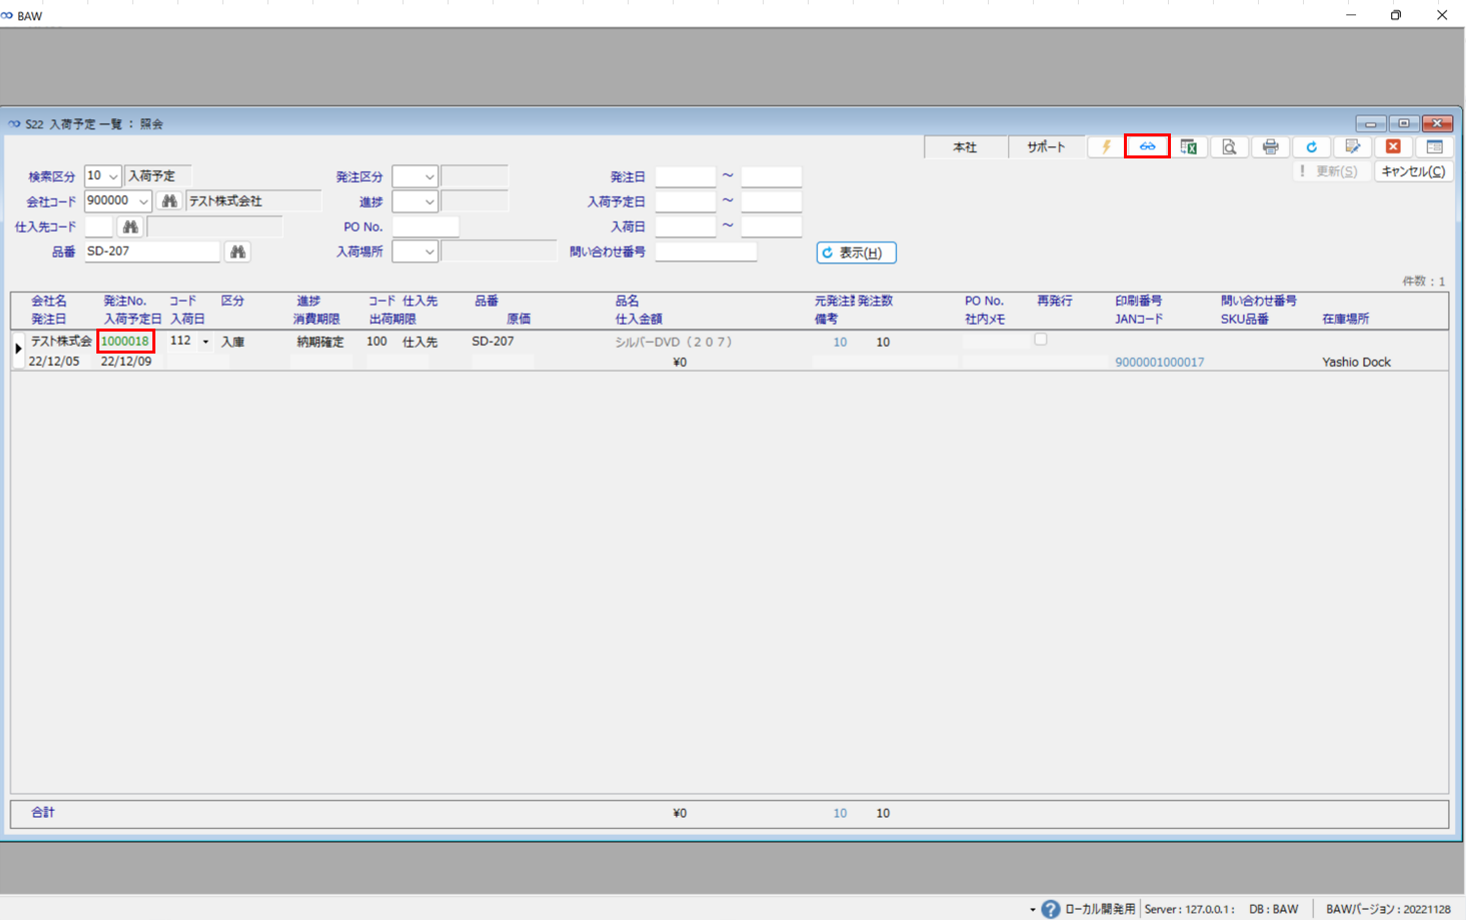 BAW
S22 入荷予定 一覧 : 照会
本社 サポート
! 更新(S) キャンセル(C)
検索区分 10 入荷予定 発注区分 発注日 ～
会社コード 900000 テスト株式会社 進捗 入荷予定日 ～
仕入先コード PO No. 入荷日 ～
品番 SD-207 入荷場所 問い合わせ番号 表示(H)
件数 : 1
会社名 発注No. コード 区分 進捗 コード 仕入先 品番 品名 元発注 発注数 PO No. 再発行 印刷番号 問い合わせ番号
発注日 入荷予定日 入荷日 消費期限 出荷期限 原価 仕入金額 備考 社内メモ JANコード SKU品番 在庫場所
テスト株式会 1000018 112 入庫 納期確定 100 仕入先 SD-207 シルバーDVD（２０７） 10 10
22/12/05 22/12/09 ¥0 9000001000017 Yashio Dock
合計 ¥0 10 10
ローカル開発用 Server : 127.0.0.1 : DB : BAW BAWバージョン : 20221128